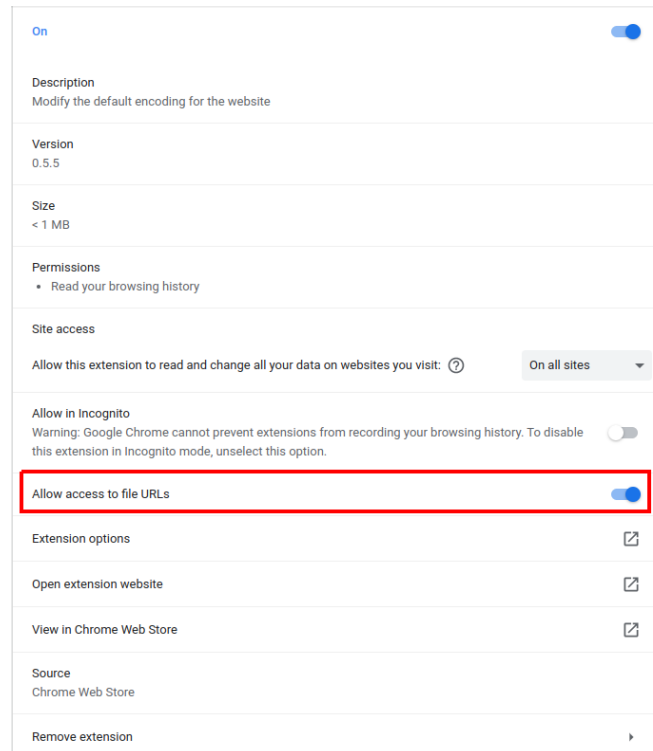 On
Description
Modify the default encoding for the website
Version
0.5.5
Size
< 1 MB
Permissions
• Read your browsing history
Site access
Allow this extension to read and change all your data on websites you visit: ?
On all sites
Allow in Incognito
Warning: Google Chrome cannot prevent extensions from recording your browsing history. To disable
this extension in Incognito mode, unselect this option.
Allow access to file URLs
Extension options
Open extension website
View in Chrome Web Store
Source
Chrome Web Store
Remove extension